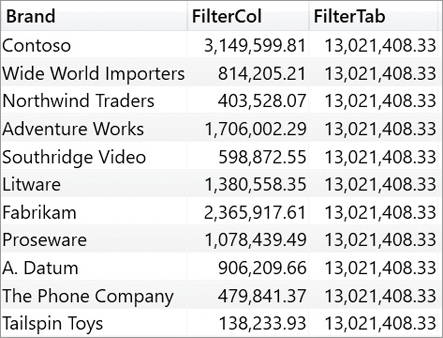 Brand FilterCol FilterTab
Contoso 3,149,599.81 13,021,408.33
Wide World Importers 814,205.21 13,021,408.33
Northwind Traders 403,528.07 13,021,408.33
Adventure Works 1,706,002.29 13,021,408.33
Southridge Video 598,872.55 13,021,408.33
Litware 1,380,558.35 13,021,408.33
Fabrikam 2,365,917.61 13,021,408.33
Proseware 1,078,439.49 13,021,408.33
A. Datum 906,209.66 13,021,408.33
The Phone Company 479,841.37 13,021,408.33
Tailspin Toys 138,233.93 13,021,408.33